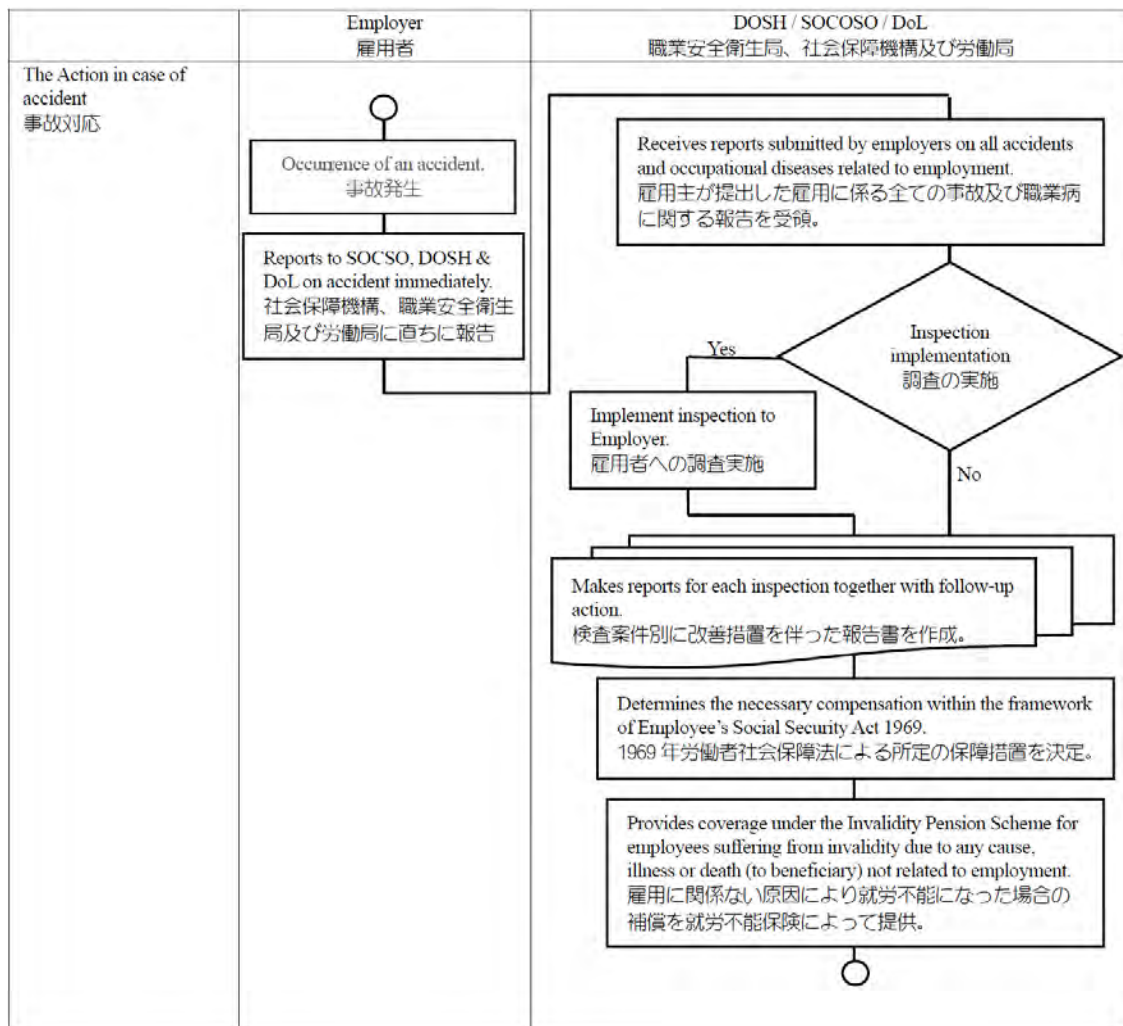 Employer
雇用者
DOSH / SOCOSO / DoL
職業安全衛生局、社会保障機構及び労働局
The Action in case of
accident
事故対応
Occurrence of an accident.
事故発生
Reports to SOCSO, DOSH &
DoL on accident immediately.
社会保障機構、職業安全衛生
局及び労働局に直ちに報告
Receives reports submitted by employers on all accidents
and occupational diseases related to employment.
雇用主が提出した雇用に係る全ての事故及び職業病
に関する報告を受領。
Inspection
implementation
調査の実施
Yes
Implement inspection to
Employer.
雇用者への調査実施
No
Makes reports for each inspection together with follow-up
action.
検査案件別に改善措置を伴った報告書を作成。
Determines the necessary compensation within the framework
of Employee's Social Security Act 1969.
1969 年労働者社会保障法による所定の保障措置を決定。
Provides coverage under the Invalidity Pension Scheme for
employees suffering from invalidity due to any cause,
illness or death (to beneficiary) not related to employment.
雇用に関係ない原因により就労不能になった場合の
補償を就労不能保険によって提供。